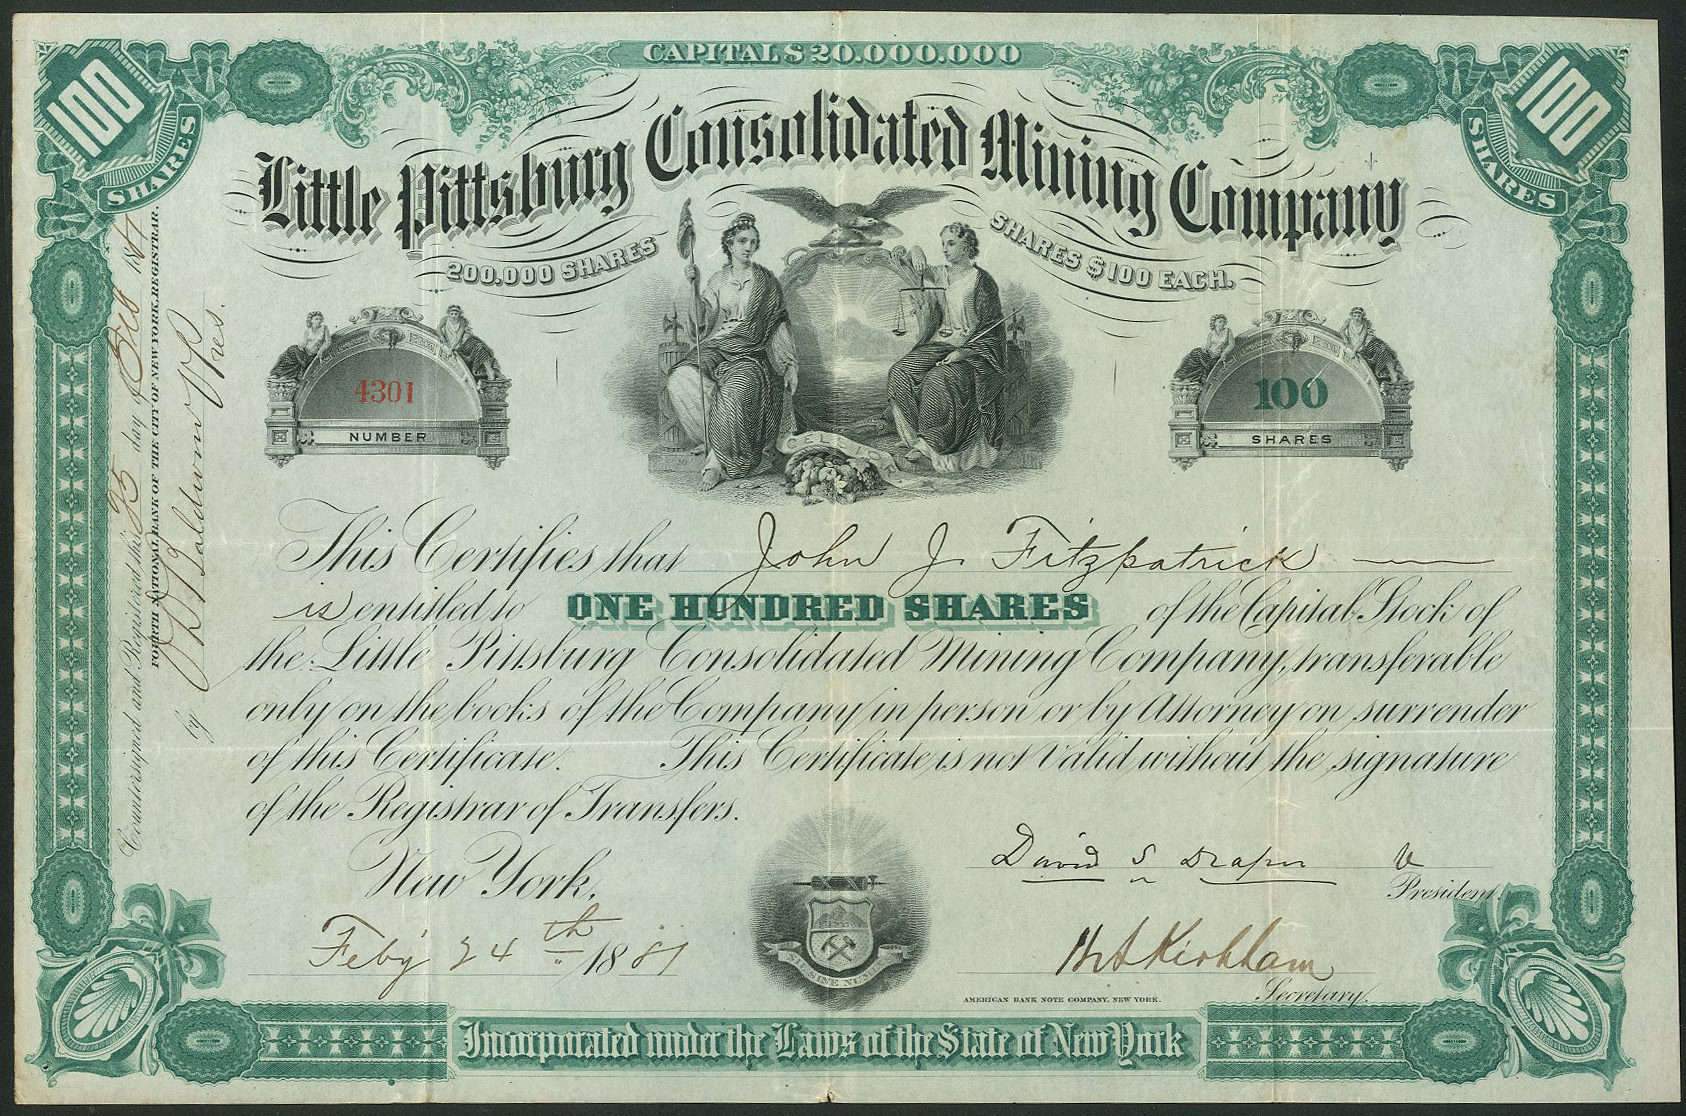 CAPITAL $20.000.000
100
SHARES
100
SHARES
Little Pittsburg Consolidated Mining Company
200.000 SHARES
SHARES $100 EACH.
4301
NUMBER
100
SHARES
This Certifies that John J. Fitzpatrick
is entitled to ONE HUNDRED SHARES of the Capital Stock of
the Little Pittsburg Consolidated Mining Company, transferable
only on the books of the Company in person or by Attorney on surrender
of this Certificate. This Certificate is not Valid without the signature
of the Registrar of Transfers.
New York,
Feby 24th 1881
David S Draper V President.
Kirkham
Secretary.
AMERICAN BANK NOTE COMPANY, NEW YORK.
Incorporated under the Laws of the State of New York
Countersigned and Registered this 25 day of Feb 1881
FOURTH NATIONAL BANK OF THE CITY OF NEW YORK, REGISTRAR.
by Baldwin V Pres.